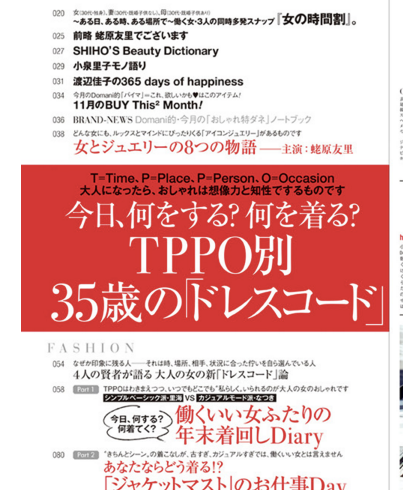 020 女(30代・独身)、妻(30代・既婚子供なし)、母(30代・既婚子供あり)
〜ある日、ある時、ある場所で〜働く女・3人の同時多発スナップ『女の時間割』。
025 前略 蛯原里でございます
027 SHIHO'S Beauty Dictionary
029 小泉里子モノ語り
031 渡辺佳子の365 days of happiness
034 今月のDomani的「バイマ」=これ、欲しいかも♥はこのアイテム!
11月のBUY This² Month!
036 BRAND-NEWS Domani的・今月の「おしゃれ特ダネ」ノートブック
038 どんな女にも、ルックスとマインドにぴったりくる「アイコンジュエリー」があるものです
女とジュエリーの8つの物語――主演:蛯原友里
T=Time、P=Place、P=Person、O=Occasion
大人になったら、おしゃれは想像力と知性でするものです
今日、何をする?何を着る?
TPPO別
35歳の「ドレスコード」
FASHION
054 なぜか印象に残る人――それは時、場所、相手、状況に合った佇いを自ら選んでいる人
4人の賢者が語る 大人の女の新「ドレスコード」論
058 Part 1 TPPOはわきまえつつ、いつでもどこでも"私らしく"いられるのが大人の女のおしゃれです
シンプルベーシック派・里海 VS カジュアルモード派・なつき
今日、何する?
何着てく?
働くいい女ふたりの
年末着回しDiary
080 Part 2 "きちんとシーン"の着こなしが、古すぎ、カジュアルすぎでは、働くいい女とは言えません
あなたならどう着る!?
「ジャケットマスト」のお仕事Day